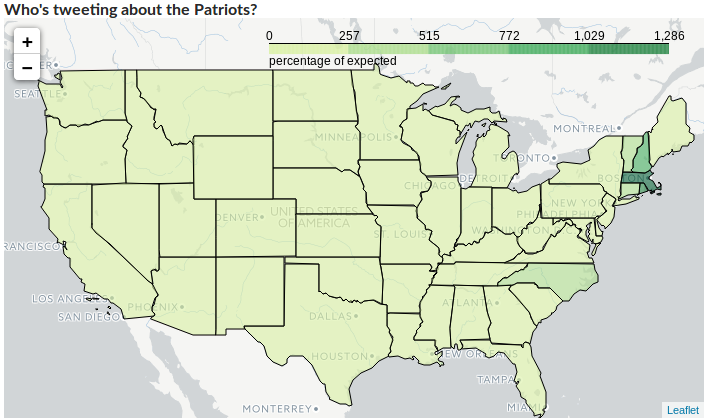 Who's tweeting about the Patriots?
+
−
0 257 515 772 1,029 1,286
percentage of expected
SEATTLE
MINNEAPOLIS
MONTREAL
TORONTO
CHICAGO
DETROIT
BOSTON
NEW YORK
PHILADELPHIA
DENVER
UNITED STATES
OF AMERICA
ST. LOUIS
RANCISCO
LOS ANGELES
SAN DIEGO
PHOENIX
DALLAS
ATLANTA
HOUSTON
EW ORLEANS
TAMPA
MIAMI
MONTERREY
Leaflet